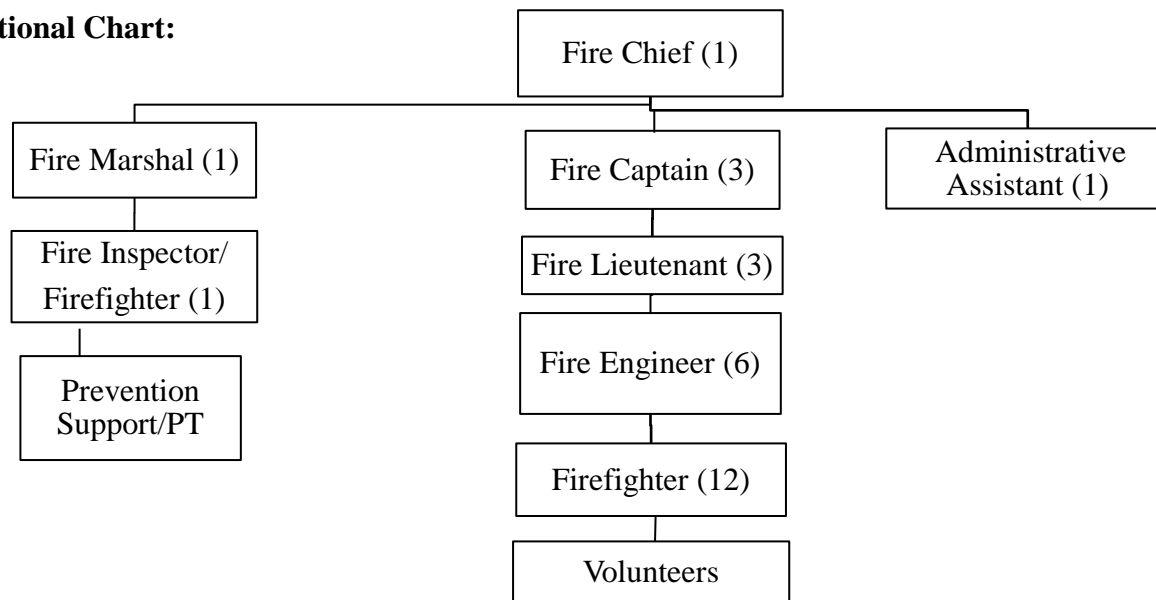 tional Chart:
Fire Chief (1)
Fire Marshal (1)
Fire Captain (3)
Administrative
Assistant (1)
Fire Inspector/
Firefighter (1)
Fire Lieutenant (3)
Fire Engineer (6)
Prevention
Support/PT
Firefighter (12)
Volunteers